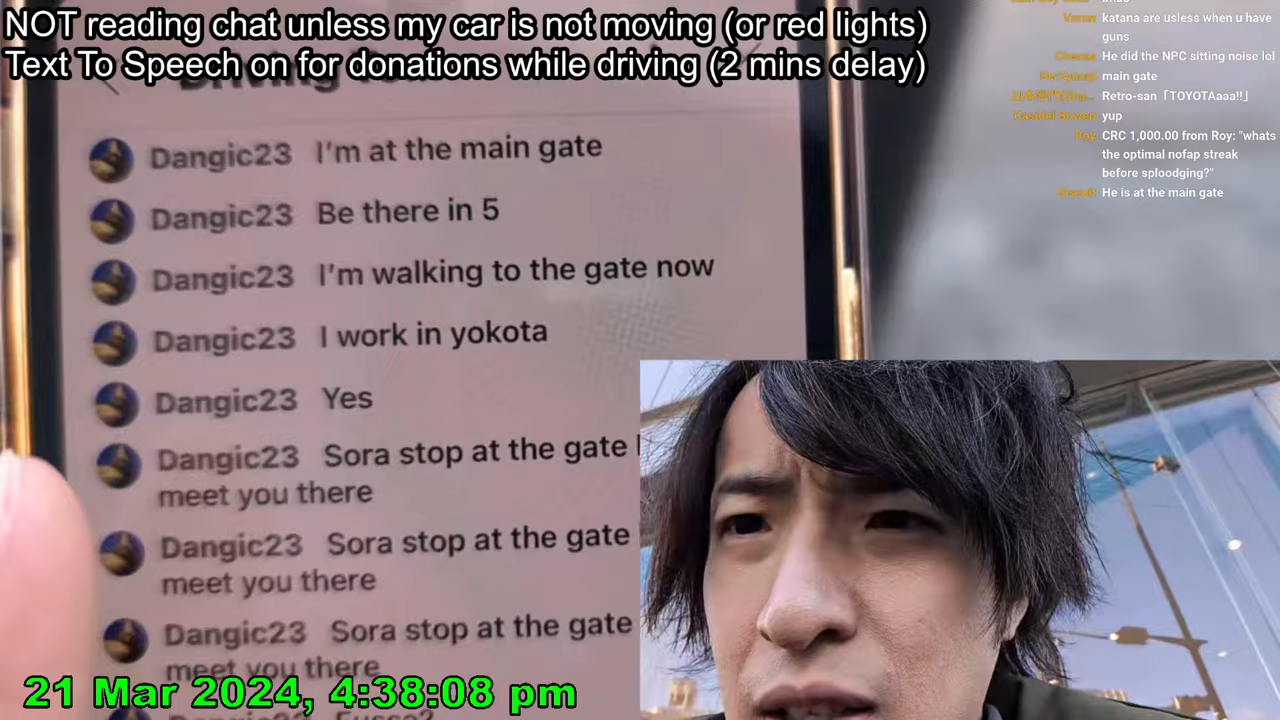 NOT reading chat unless my car is not moving (or red lights)
Text To Speech on for donations while driving (2 mins delay)
Driving
Dangic23 I'm at the main gate
Dangic23 Be there in 5
Dangic23 I'm walking to the gate now
Dangic23 I work in yokota
Dangic23 Yes
Dangic23 Sora stop at the gate
meet you there
Dangic23 Sora stop at the gate
meet you there
Dangic23 Sora stop at the gate
meet you there
Fussa?
21 Mar 2024, 4:38:08 pm
katana are usless when u have
guns
He did the NPC sitting noise lol
main gate
Retro-san「TOYOTAaaa!!」
yup
Roy CRC 1,000.00 from Roy: "whats
the optimal nofap streak
before sploodging?"
He is at the main gate